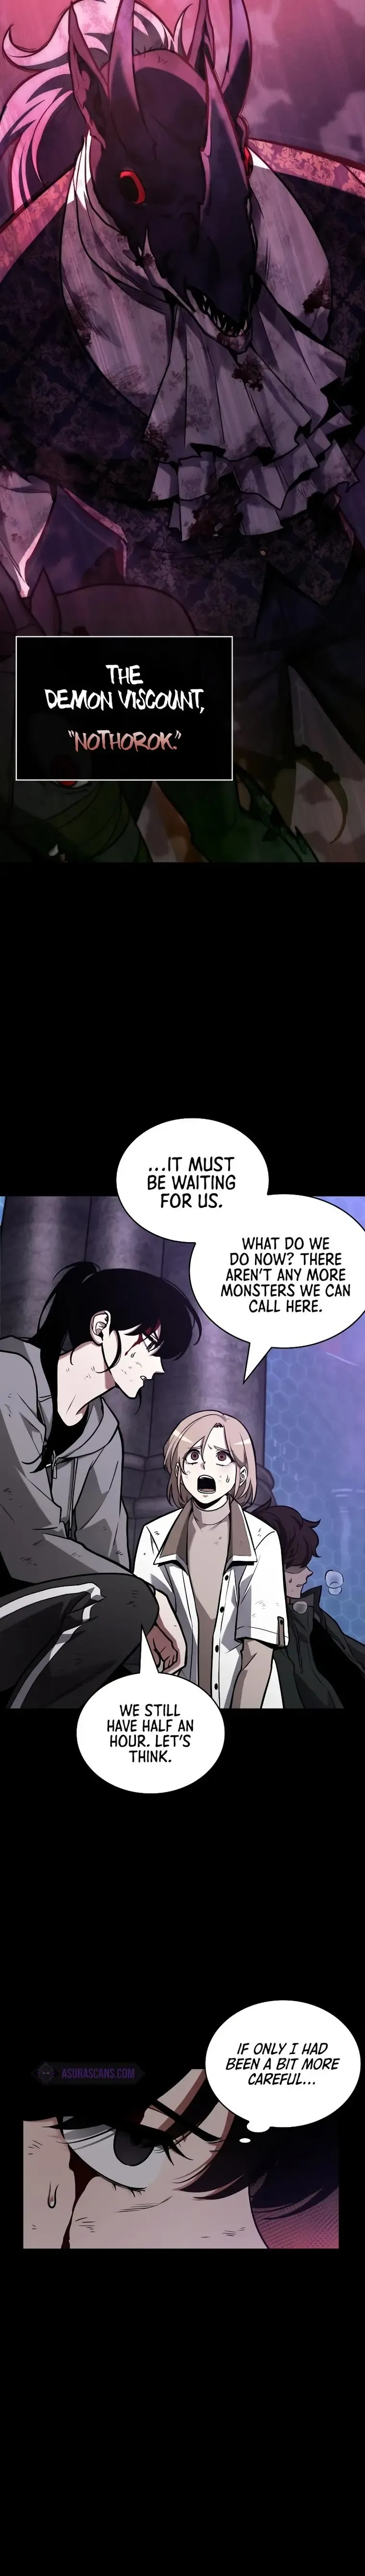 THE
DEMON VISCOUNT,
"NOTHOROK."
...IT MUST
BE WAITING
FOR US.
WHAT DO WE
DO NOW? THERE
AREN'T ANY MORE
MONSTERS WE CAN
CALL HERE.
WE STILL
HAVE HALF AN
HOUR. LET'S
THINK.
IF ONLY I HAD
BEEN A BIT MORE
CAREFUL...
ASURASCANS.COM